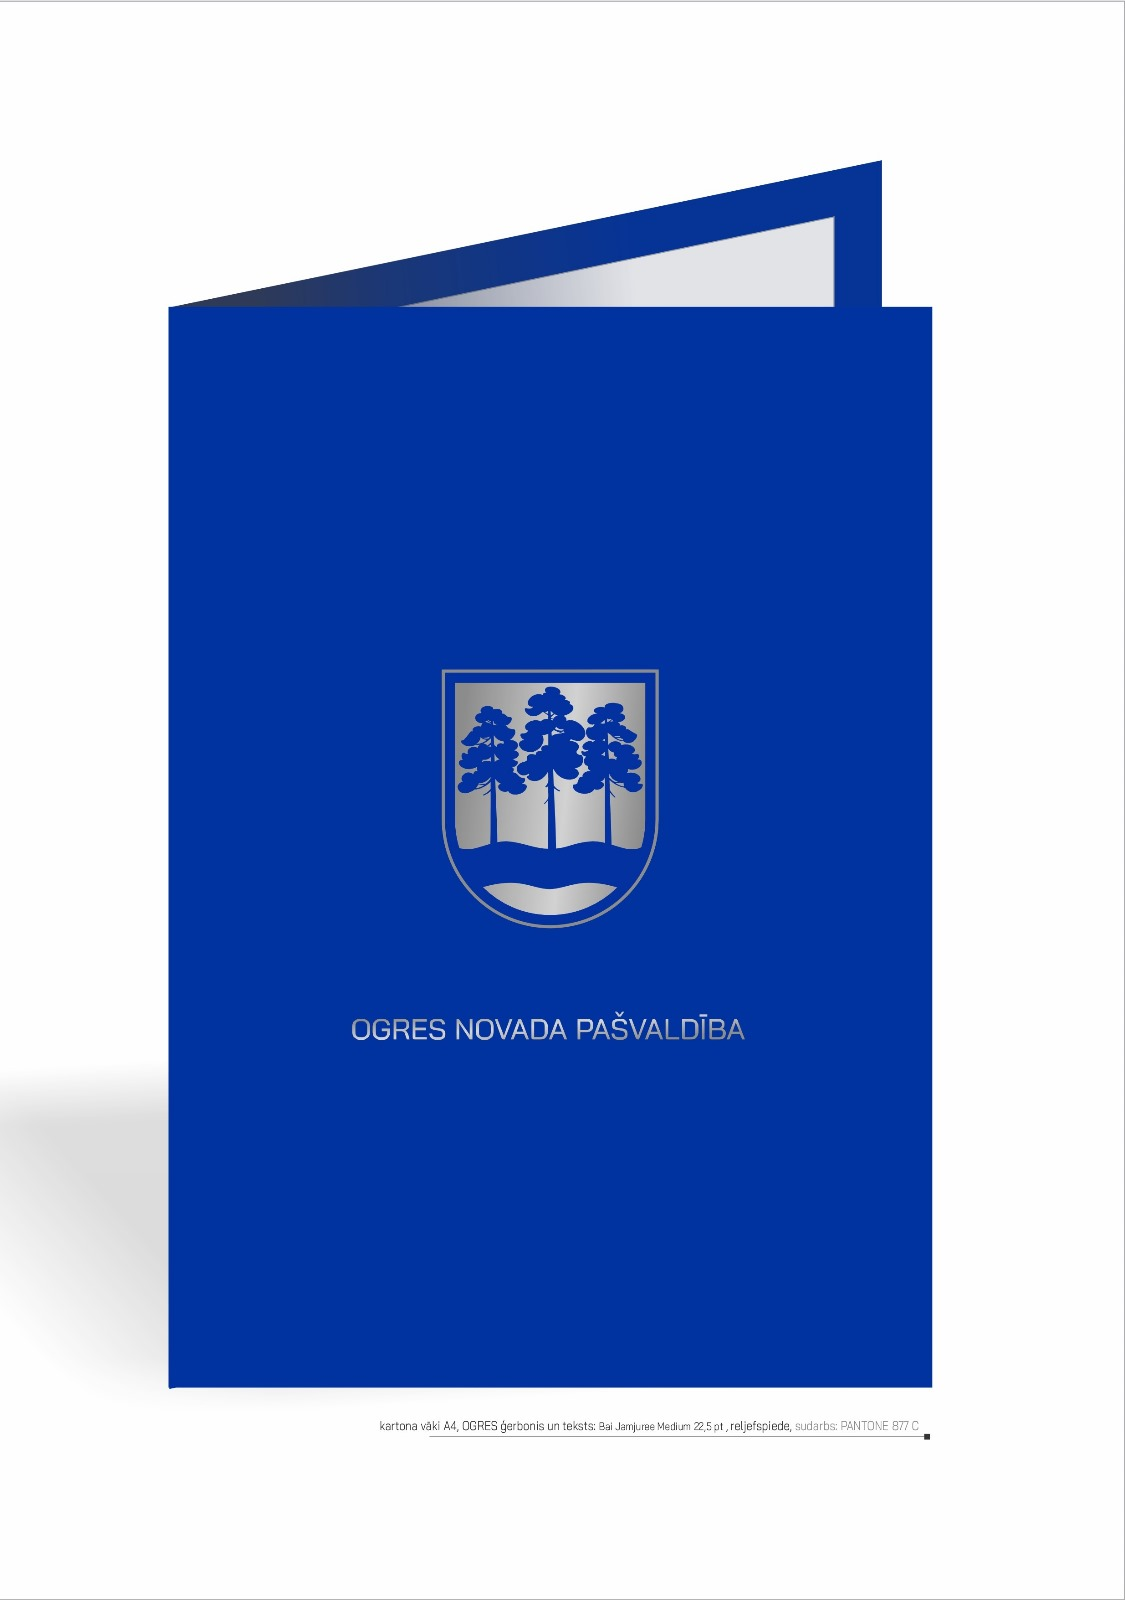 OGRES NOVADA PAŠVALDĪBA
kartona vāki A4, OGRES ģerbonis un teksts: Bai Jamjuree Medium 22,5 pt , reljefspiede, sudarbs: PANTONE 877 C